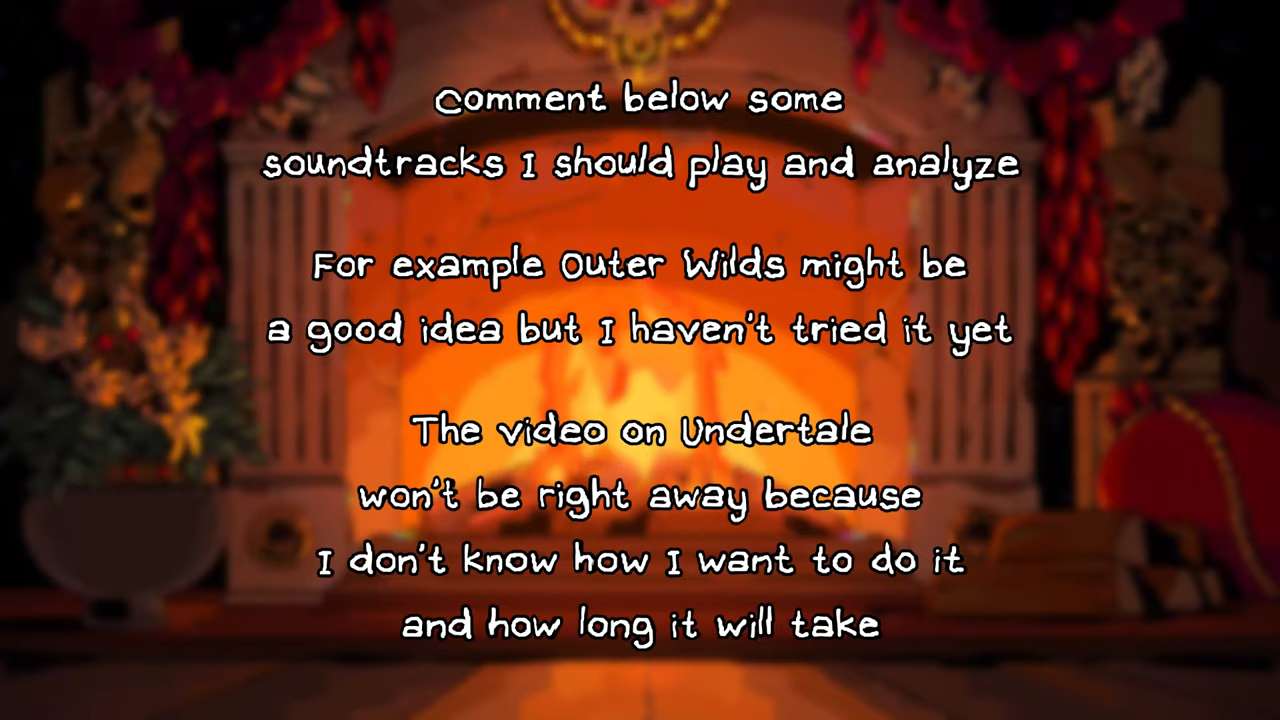 Comment below some
soundtracks I should play and analyze
For example Outer Wilds might be
a good idea but I haven't tried it yet
The video on Undertale
won't be right away because
I don't know how I want to do it
and how long it will take